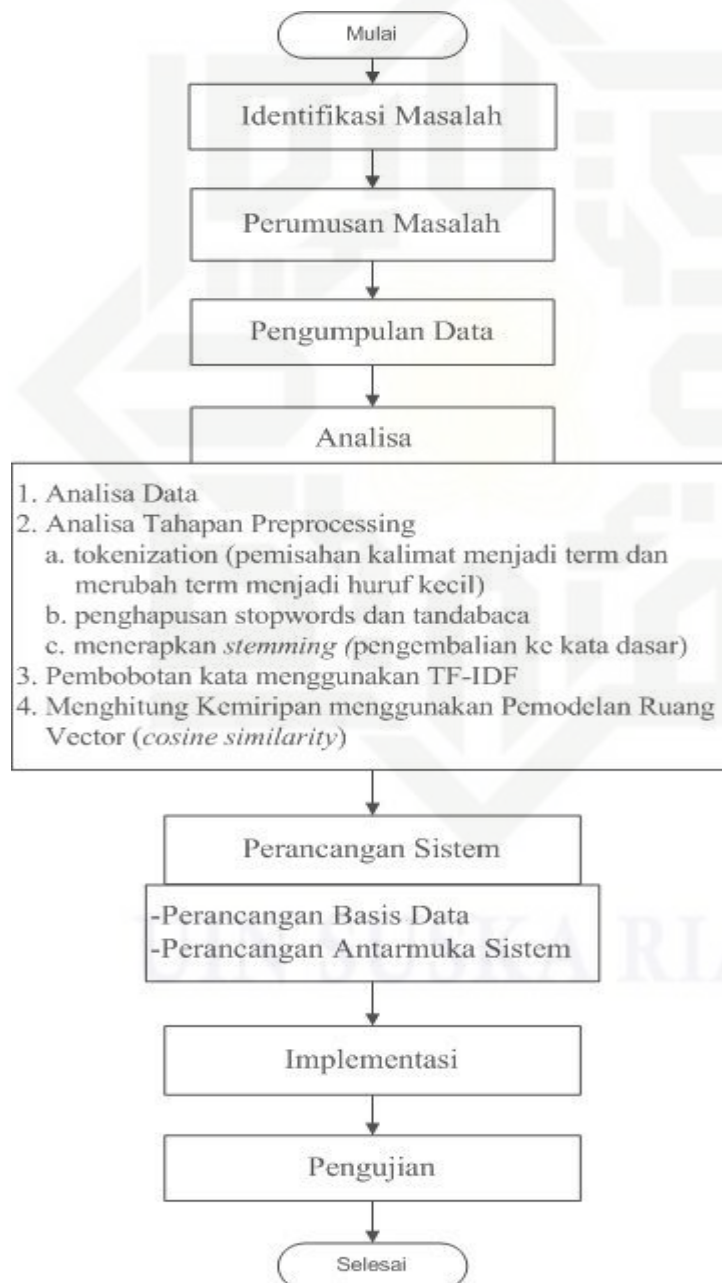 Mulai
Identifikasi Masalah
Perumusan Masalah
Pengumpulan Data
Analisa
1. Analisa Data
2. Analisa Tahapan Preprocessing
a. tokenization (pemisahan kalimat menjadi term dan
merubah term menjadi huruf kecil)
b. penghapusan stopwords dan tandabaca
c. menerapkan stemming (pengembalian ke kata dasar)
3. Pembobotan kata menggunakan TF-IDF
4. Menghitung Kemiripan menggunakan Pemodelan Ruang
Vector (cosine similarity)
Perancangan Sistem
-Perancangan Basis Data
-Perancangan Antarmuka Sistem
UIN SUSKA RIA
Implementasi
Pengujian
Selesai